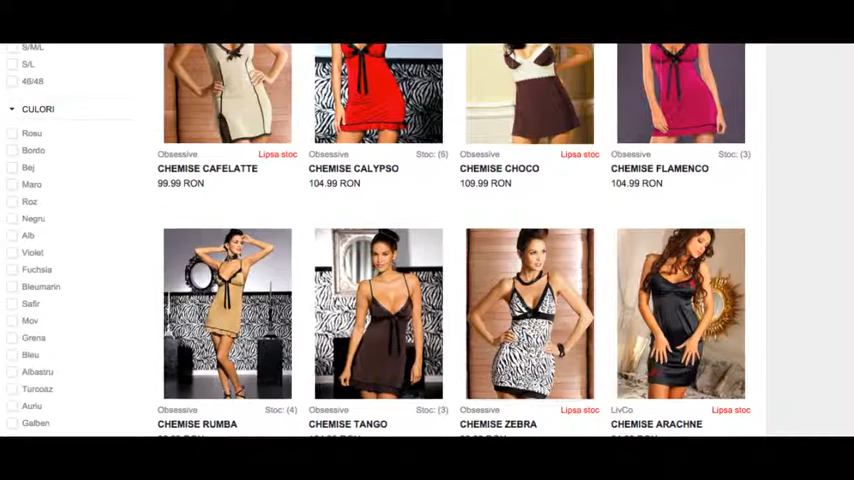 S/M/L
S/L
46/48
CULORI
Rosu
Bordo
Bej
Maro
Roz
Negru
Alb
Violet
Fuchsia
Bleumarin
Safir
Mov
Grena
Bleu
Albastru
Turcoaz
Auriu
Galben
Obsessive Lipsa stoc
CHEMISE CAFELATTE
99.99 RON
Obsessive Stoc: (6)
CHEMISE CALYPSO
104.99 RON
Obsessive Lipsa stoc
CHEMISE CHOCO
109.99 RON
Obsessive Stoc: (3)
CHEMISE FLAMENCO
104.99 RON
Obsessive Stoc: (4)
CHEMISE RUMBA
Obsessive Stoc: (3)
CHEMISE TANGO
Obsessive Lipsa stoc
CHEMISE ZEBRA
LivCo Lipsa stoc
CHEMISE ARACHNE